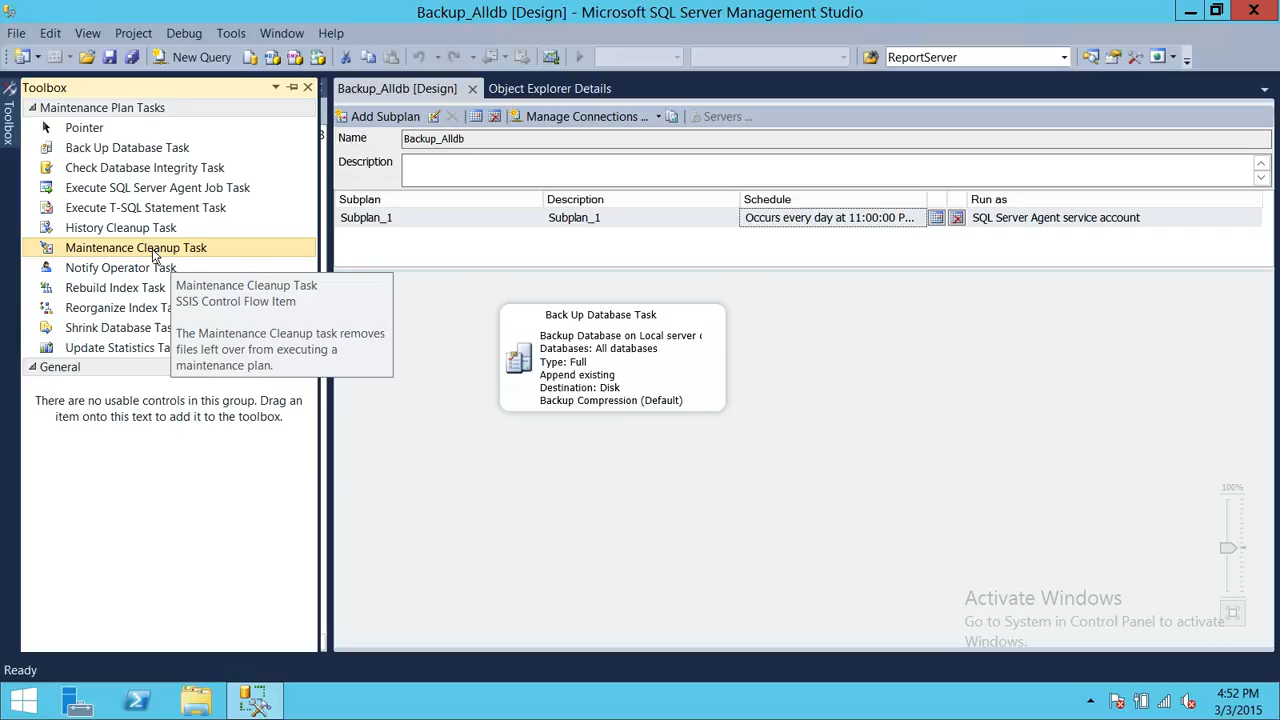 Backup_Alldb [Design] - Microsoft SQL Server Management Studio
File Edit View Project Debug Tools Window Help
New Query
ReportServer
Toolbox
Toolbox
Maintenance Plan Tasks
Pointer
Back Up Database Task
Check Database Integrity Task
Execute SQL Server Agent Job Task
Execute T-SQL Statement Task
History Cleanup Task
Maintenance Cleanup Task
Notify Operator Task
Rebuild Index Task
Reorganize Index Ta
Shrink Database Tas
Update Statistics Ta
General
There are no usable controls in this group. Drag an
item onto this text to add it to the toolbox.
Maintenance Cleanup Task
SSIS Control Flow Item
The Maintenance Cleanup task removes
files left over from executing a
maintenance plan.
Backup_Alldb [Design]
Object Explorer Details
Add Subplan
Manage Connections ...
Servers ...
Name
Backup_Alldb
Description
Subplan Description Schedule Run as
Subplan_1 Subplan_1 Occurs every day at 11:00:00 P... SQL Server Agent service account
Back Up Database Task
Backup Database on Local server c
Databases: All databases
Type: Full
Append existing
Destination: Disk
Backup Compression (Default)
100%
Activate Windows
Go to System in Control Panel to activate
Windows.
Ready
4:52 PM
3/3/2015